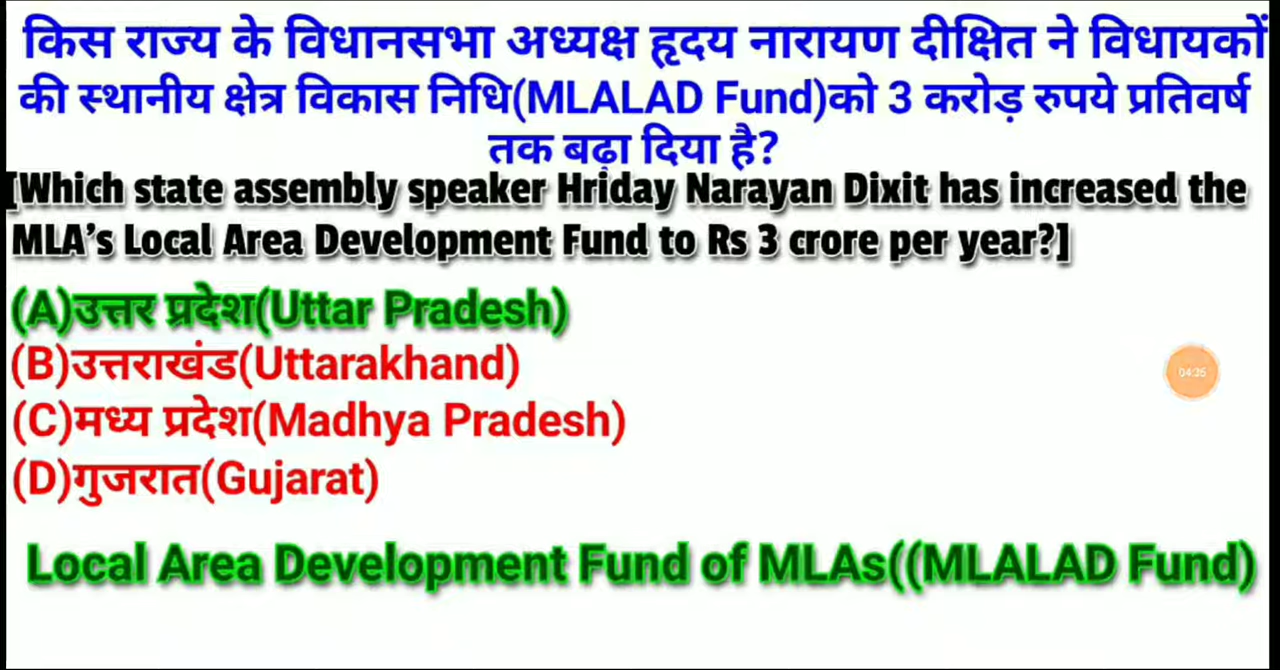 किस राज्य के विधानसभा अध्यक्ष हृदय नारायण दीक्षित ने विधायकों
की स्थानीय क्षेत्र विकास निधि(MLALAD Fund)को 3 करोड़ रुपये प्रतिवर्ष
तक बढ़ा दिया है?
[Which state assembly speaker Hriday Narayan Dixit has increased the
MLA’s Local Area Development Fund to Rs 3 crore per year?]
(A)उत्तर प्रदेश(Uttar Pradesh)
(B)उत्तराखंड(Uttarakhand)
04:35
(C)मध्य प्रदेश(Madhya Pradesh)
(D)गुजरात(Gujarat)
Local Area Development Fund of MLAs((MLALAD Fund)